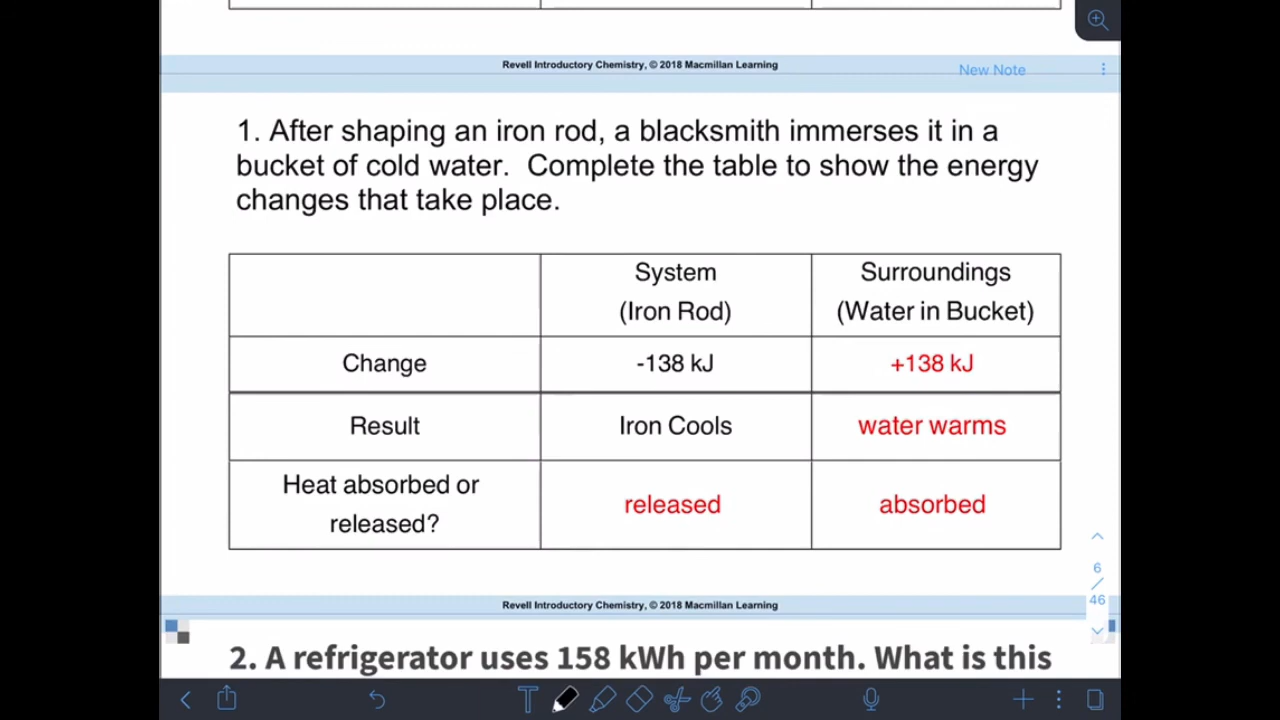 Revell Introductory Chemistry, © 2018 Macmillan Learning
New Note
1. After shaping an iron rod, a blacksmith immerses it in a
bucket of cold water.  Complete the table to show the energy
changes that take place.
System
(Iron Rod)
Surroundings
(Water in Bucket)
Change
-138 kJ
+138 kJ
Result
Iron Cools
water warms
Heat absorbed or
released?
released
absorbed
6
/
46
Revell Introductory Chemistry, © 2018 Macmillan Learning
2. A refrigerator uses 158 kWh per month. What is this